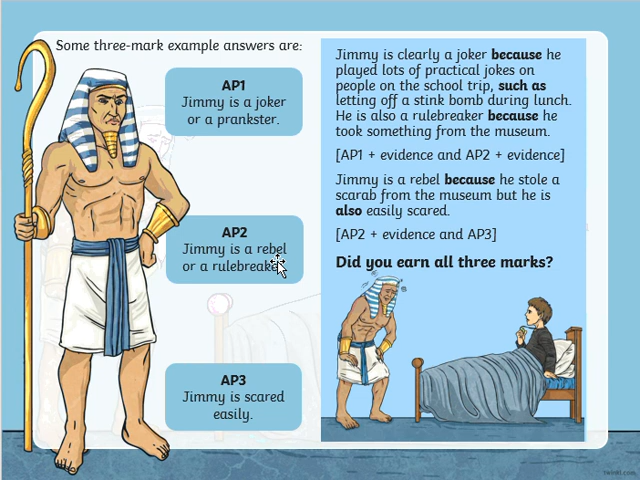 Some three-mark example answers are:
AP1
Jimmy is a joker
or a prankster.
AP2
Jimmy is a rebel
or a rulebreaker.
AP3
Jimmy is scared
easily.
Jimmy is clearly a joker because he
played lots of practical jokes on
people on the school trip, such as
letting off a stink bomb during lunch.
He is also a rulebreaker because he
took something from the museum.
[AP1 + evidence and AP2 + evidence]
Jimmy is a rebel because he stole a
scarab from the museum but he is
also easily scared.
[AP2 + evidence and AP3]
Did you earn all three marks?
twinkl.com